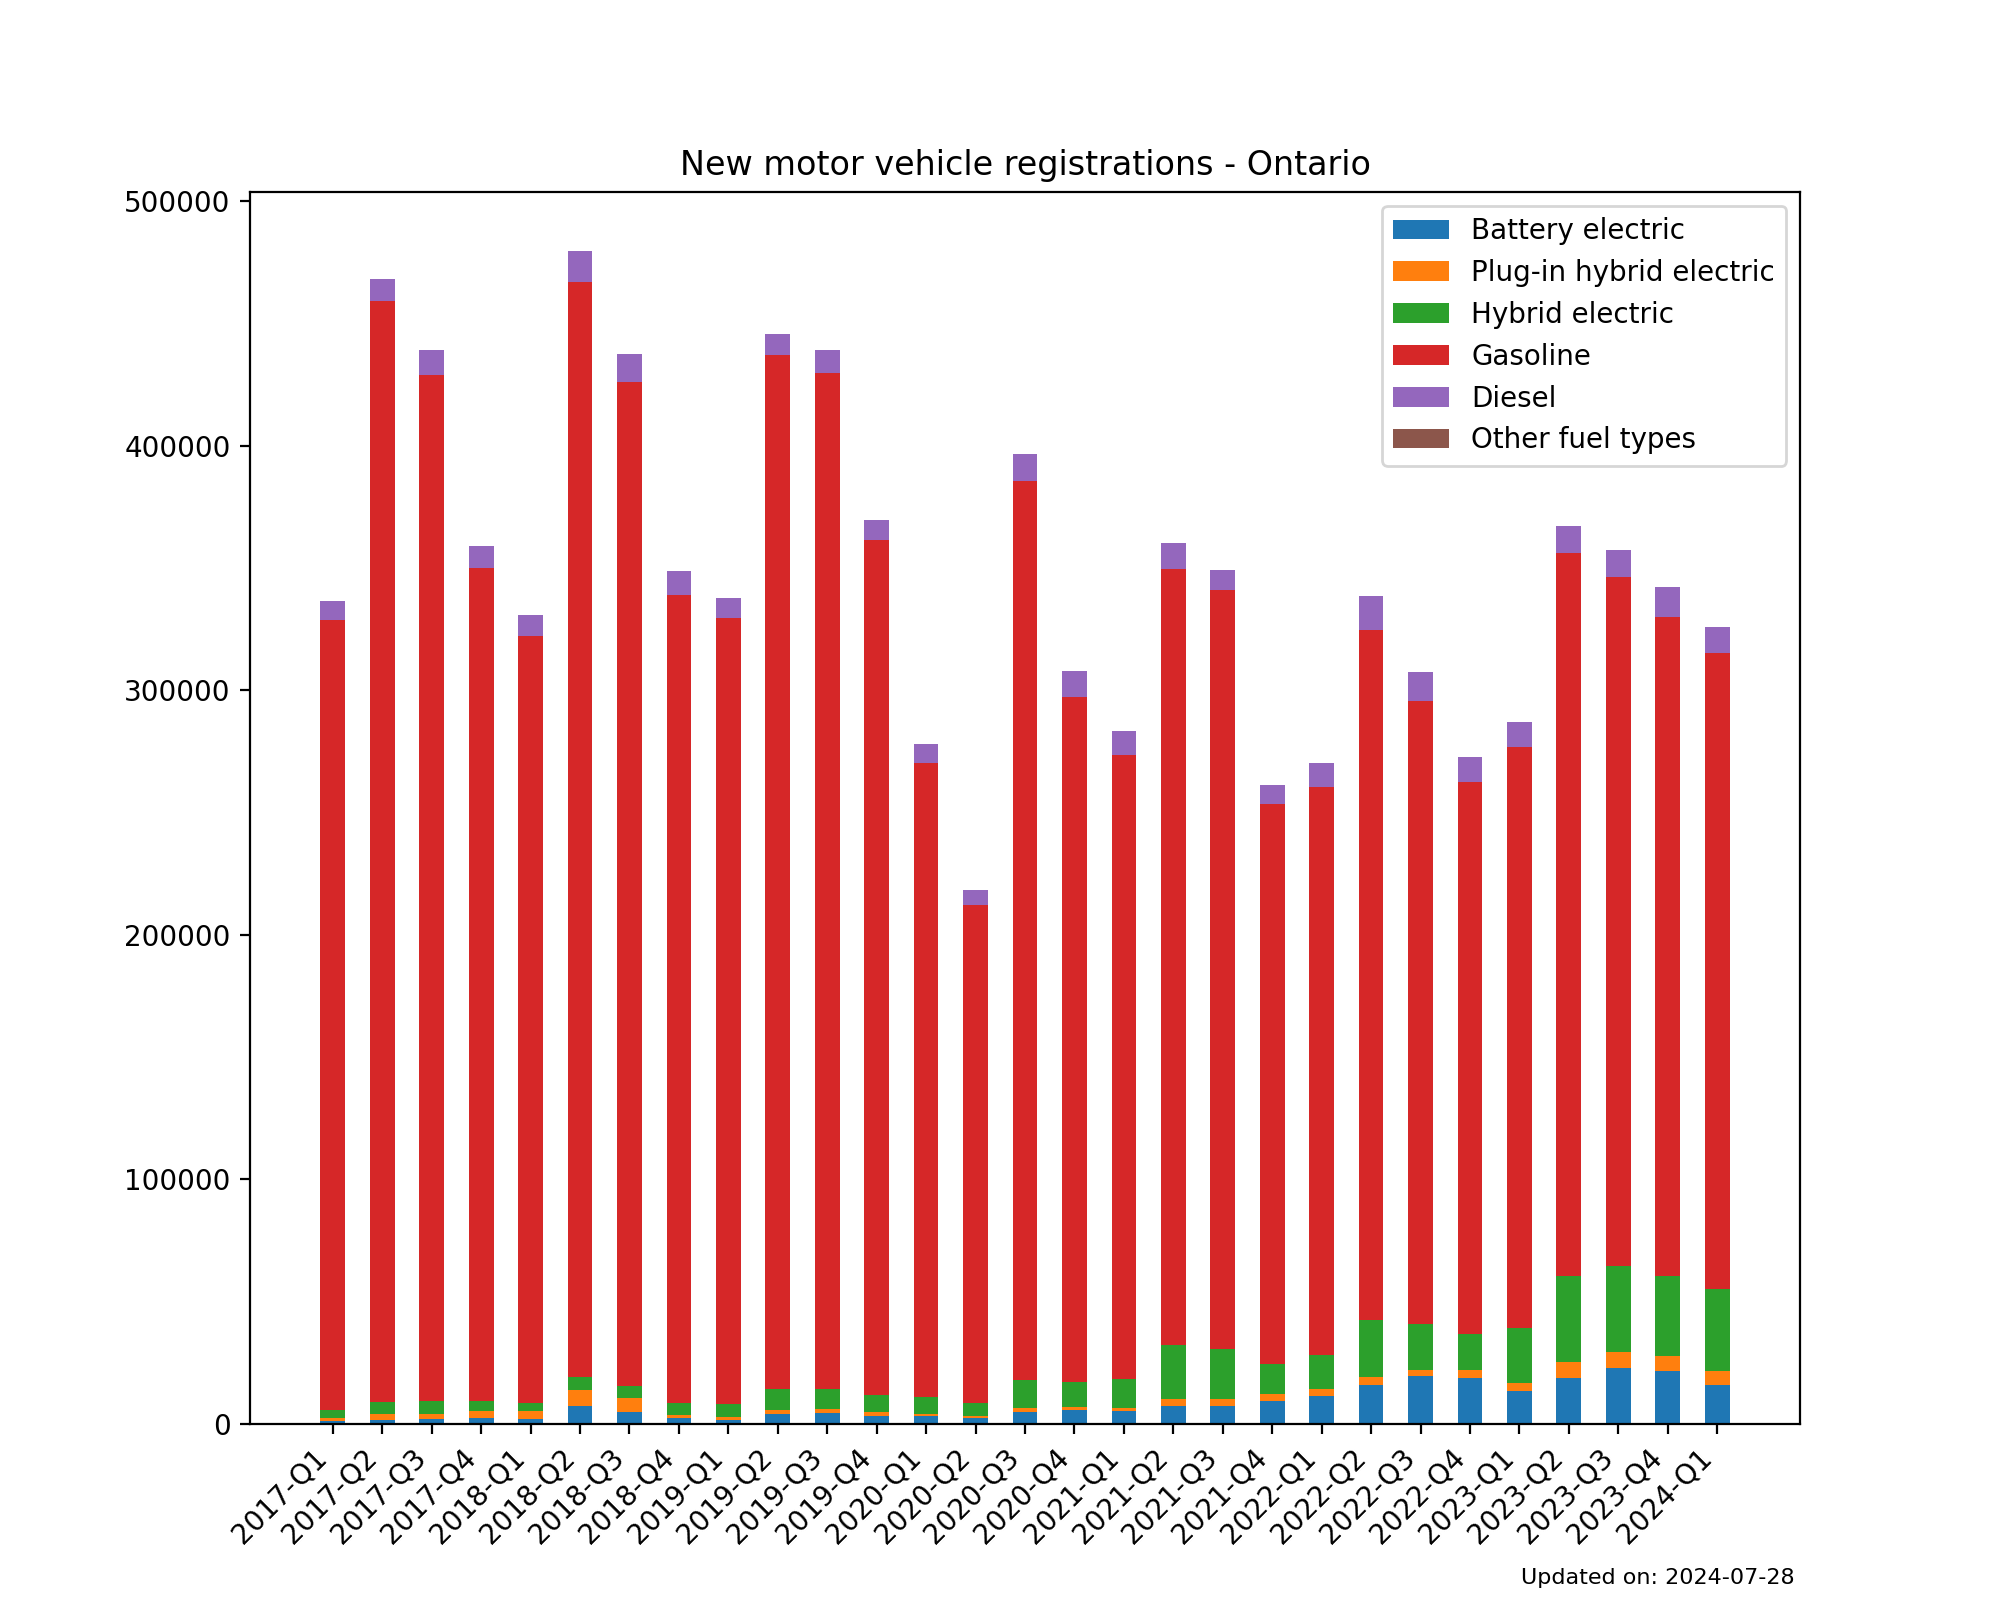 New motor vehicle registrations - Ontario
500000
400000
300000
200000
100000
0
Battery electric
Plug-in hybrid electric
Hybrid electric
Gasoline
Diesel
Other fuel types
2017-Q1
2017-Q2
2017-Q3
2017-Q4
2018-Q1
2018-Q2
2018-Q3
2018-Q4
2019-Q1
2019-Q2
2019-Q3
2019-Q4
2020-Q1
2020-Q2
2020-Q3
2020-Q4
2021-Q1
2021-Q2
2021-Q3
2021-Q4
2022-Q1
2022-Q2
2022-Q3
2022-Q4
2023-Q1
2023-Q2
2023-Q3
2023-Q4
2024-Q1
Updated on: 2024-07-28